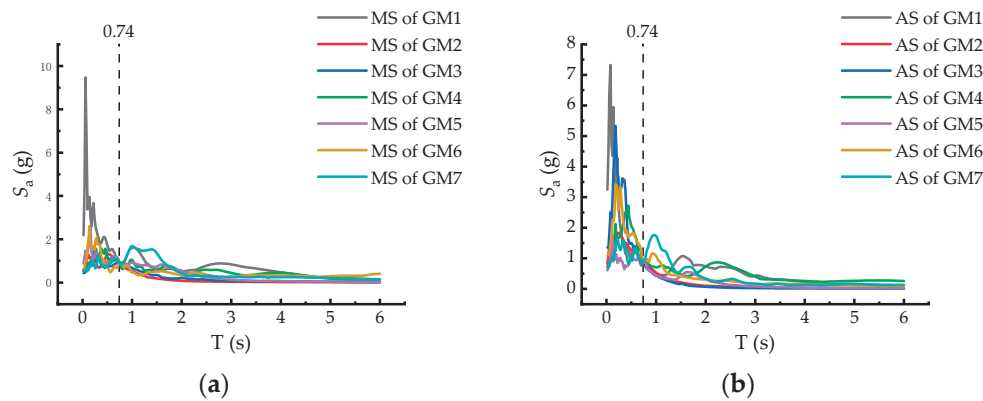 0.74
MS of GM1
MS of GM2
MS of GM3
MS of GM4
MS of GM5
MS of GM6
MS of GM7
10
8
6
4
2
0
Sa (g)
0 1 2 3 4 5 6
T (s)
(a)
0.74
AS of GM1
AS of GM2
AS of GM3
AS of GM4
AS of GM5
AS of GM6
AS of GM7
8
7
6
5
4
3
2
1
0
Sa (g)
0 1 2 3 4 5 6
T (s)
(b)